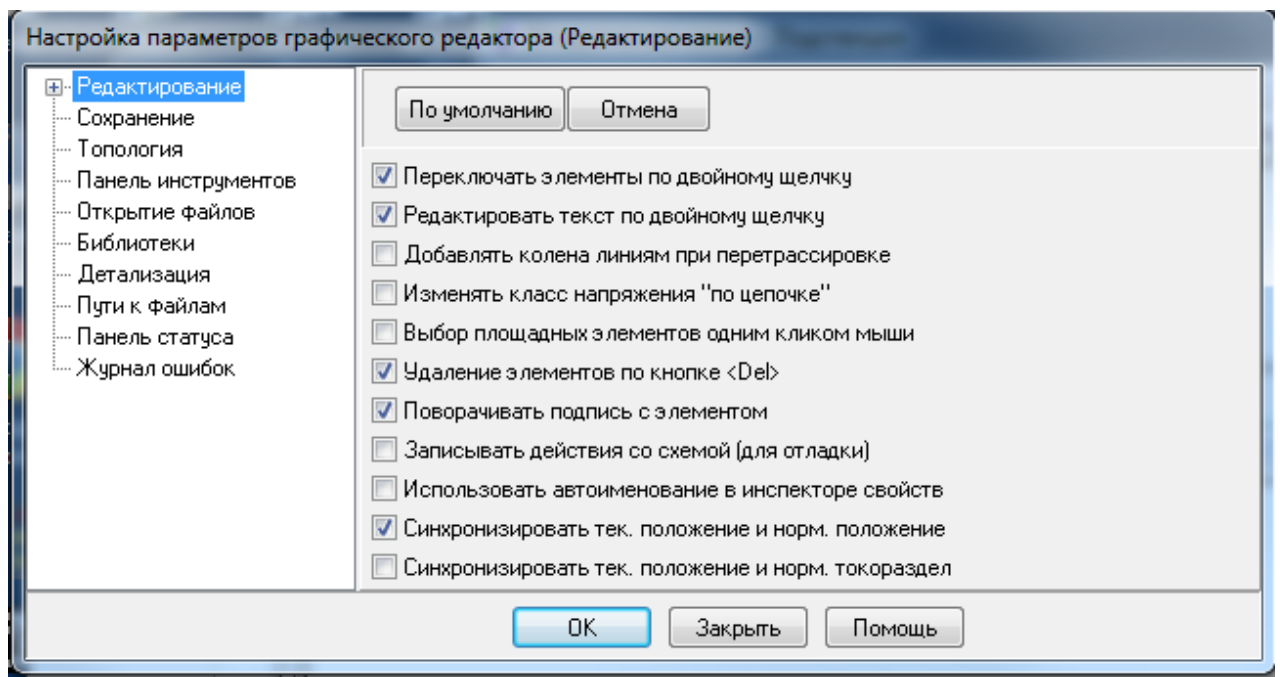 Настройка параметров графического редактора (Редактирование)
Редактирование
Сохранение
Топология
Панель инструментов
Открытие файлов
Библиотеки
Детализация
Пути к файлам
Панель статуса
Журнал ошибок
По умолчанию
Отмена
Переключать элементы по двойному щелчку
Редактировать текст по двойному щелчку
Добавлять колена линиям при перетрассировке
Изменять класс напряжения "по цепочке"
Выбор площадных элементов одним кликом мыши
Удаление элементов по кнопке <Del>
Поворачивать подпись с элементом
Записывать действия со схемой (для отладки)
Использовать автоименование в инспекторе свойств
Синхронизировать тек. положение и норм. положение
Синхронизировать тек. положение и норм. токораздел
ОК
Закрыть
Помощь